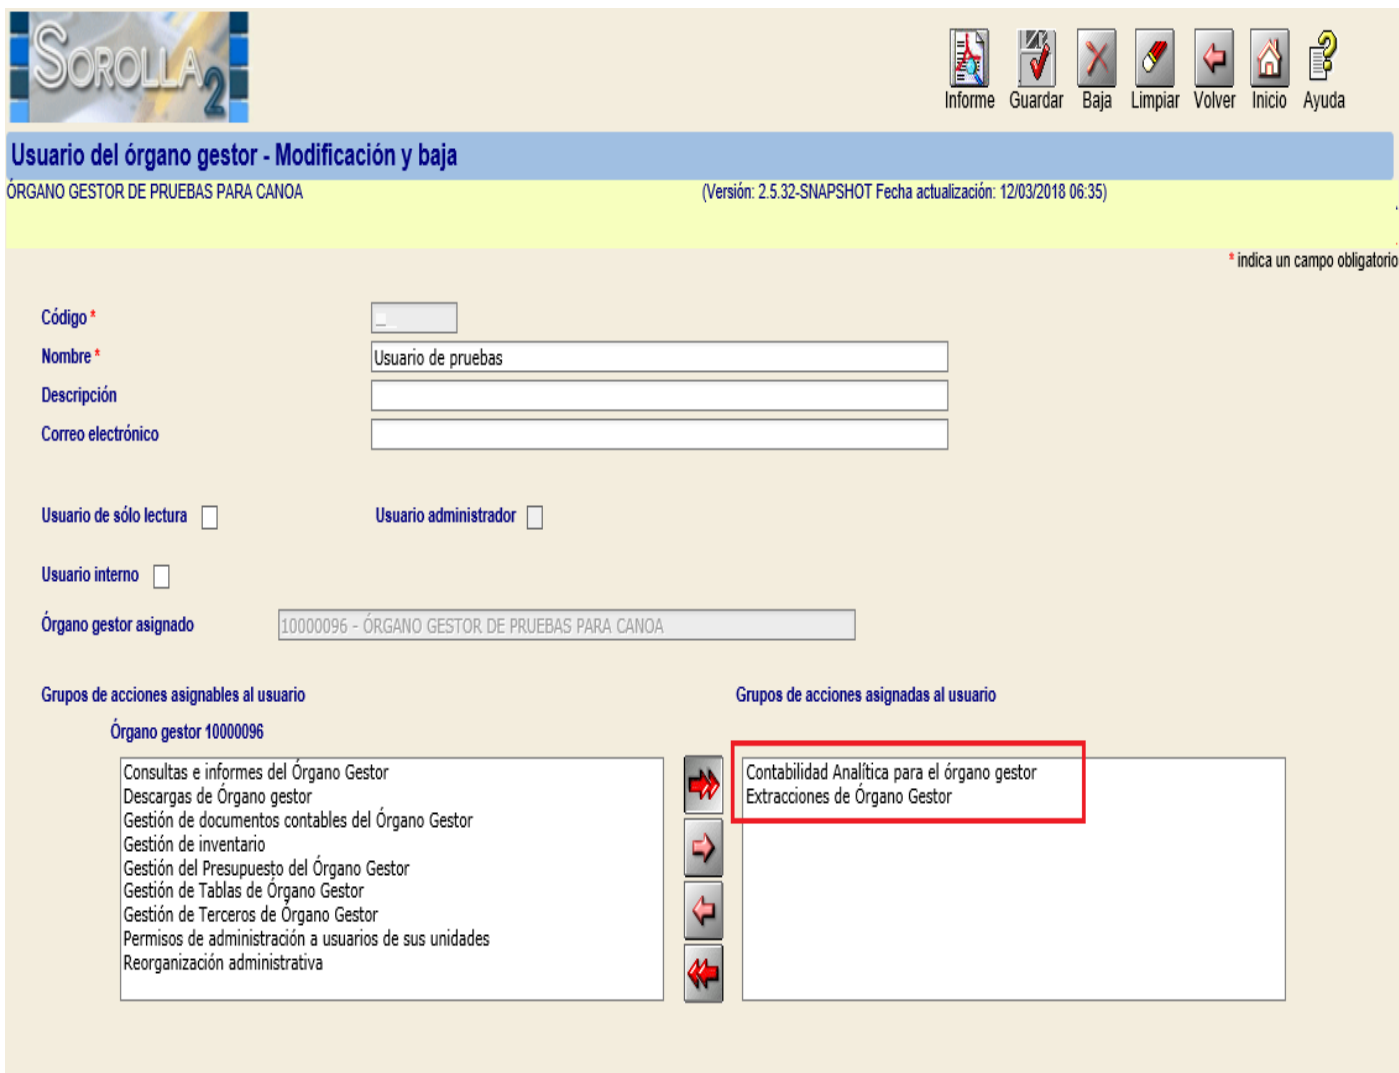 SOROLLA2
Informe Guardar Baja Limpiar Volver Inicio Ayuda
Usuario del órgano gestor - Modificación y baja
ÓRGANO GESTOR DE PRUEBAS PARA CANOA (Versión: 2.5.32-SNAPSHOT Fecha actualización: 12/03/2018 06:35)
* indica un campo obligatorio
Código *
Nombre * Usuario de pruebas
Descripción
Correo electrónico
Usuario de sólo lectura Usuario administrador
Usuario interno
Órgano gestor asignado 10000096 - ÓRGANO GESTOR DE PRUEBAS PARA CANOA
Grupos de acciones asignables al usuario Grupos de acciones asignadas al usuario
Órgano gestor 10000096
Consultas e informes del Órgano Gestor
Descargas de Órgano gestor
Gestión de documentos contables del Órgano Gestor
Gestión de inventario
Gestión del Presupuesto del Órgano Gestor
Gestión de Tablas de Órgano Gestor
Gestión de Terceros de Órgano Gestor
Permisos de administración a usuarios de sus unidades
Reorganización administrativa
Contabilidad Analítica para el órgano gestor
Extracciones de Órgano Gestor